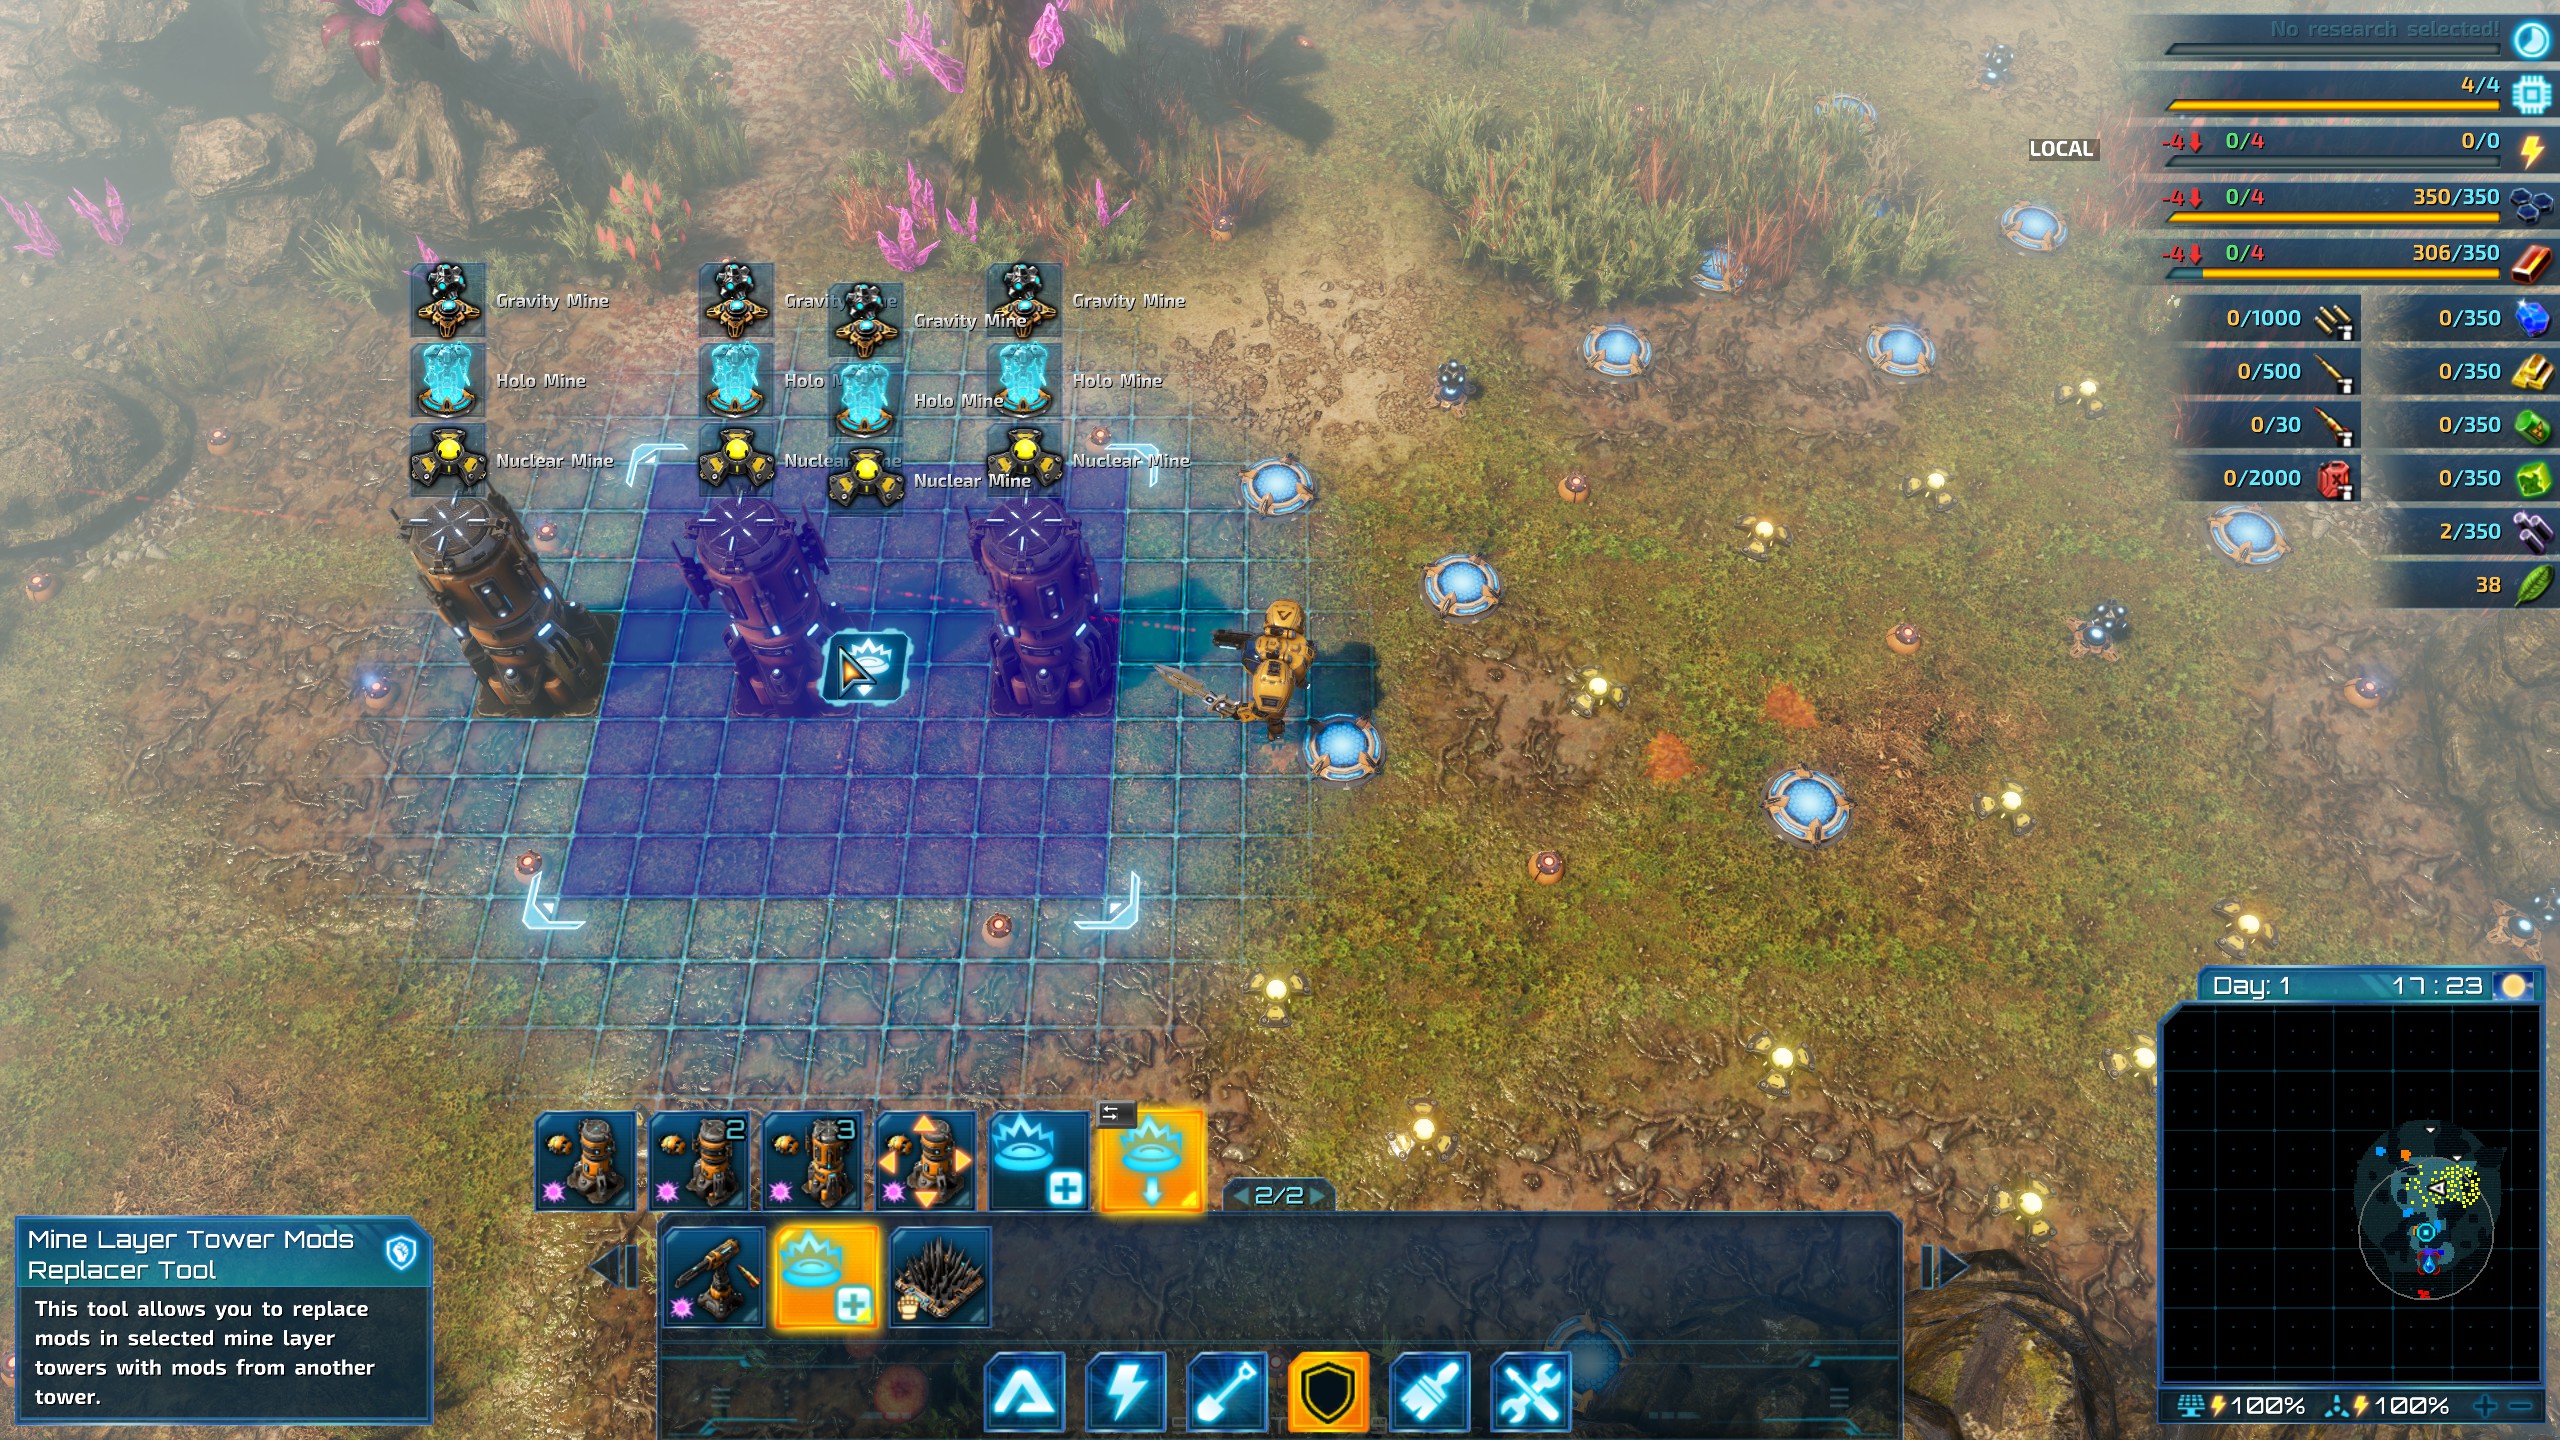 No research selected!
4/4
LOCAL
-4 0/4 0/0
-4 0/4 350/350
-4 0/4 306/350
0/1000 0/350
0/500 0/350
0/30 0/350
0/2000 0/350
2/350
38
Gravity Mine
Gravity Mine
Gravity Mine
Holo Mine
Holo
Holo Mine
Holo Mine
Nuclear Mine
Nuclear Mine
Nuclear Mine
Nuclear Mine
Day: 1 17:23
2
3
2/2
Mine Layer Tower Mods
Replacer Tool
This tool allows you to replace
mods in selected mine layer
towers with mods from another
tower.
100% 100%